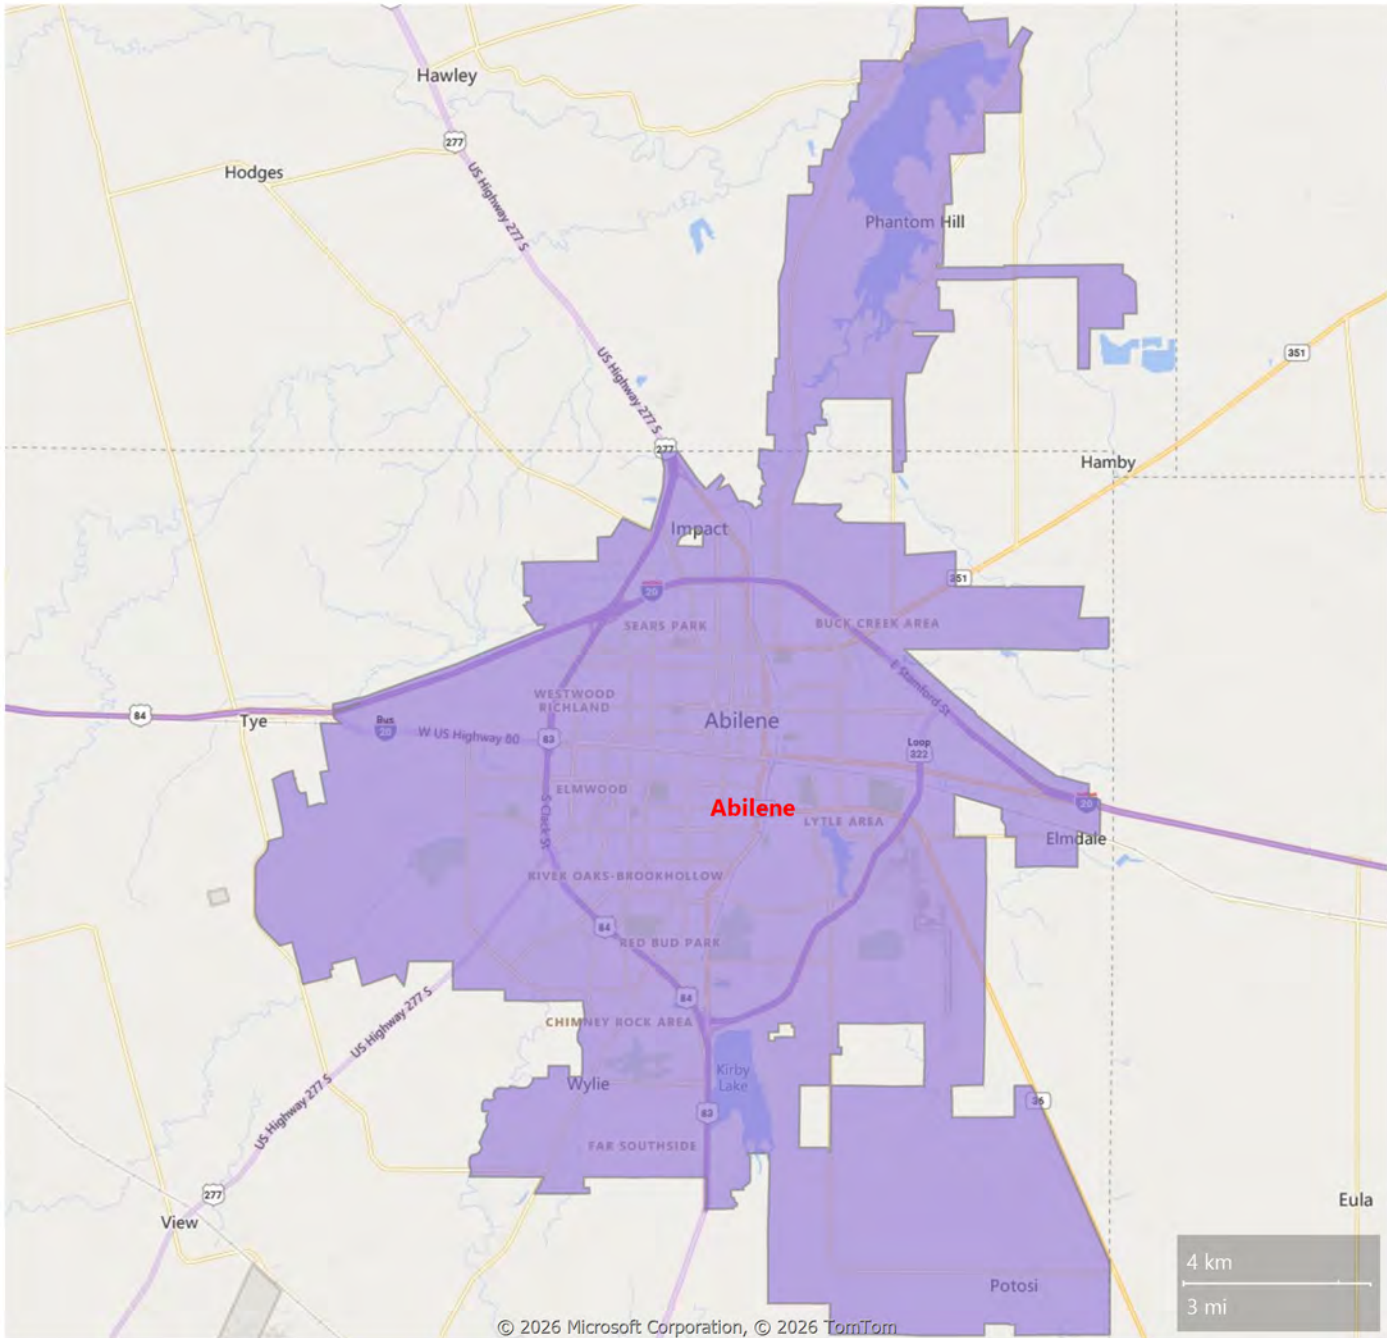 Hawley
277
Hodges
US Highway 277 S
Phantom Hill
351
US Highway 277 S
277
Hamby
Impact
351
20
SEARS PARK
BUCK CREEK AREA
E Stamford St
WESTWOOD
RICHLAND
84
Tye
Bus
20
W US Highway 80
83
Abilene
Loop
322
ELMWOOD
S Clack St
Abilene
LYTLE AREA
20
Elmdale
RIVER OAKS-BROOKHOLLOW
84
RED BUD PARK
84
US Highway 277 S
CHIMNEY ROCK AREA
Kirby
Lake
Wylie
US Highway 277 S
83
36
FAR SOUTHSIDE
277
View
Eula
Potosi
4 km
3 mi
© 2026 Microsoft Corporation, © 2026 TomTom